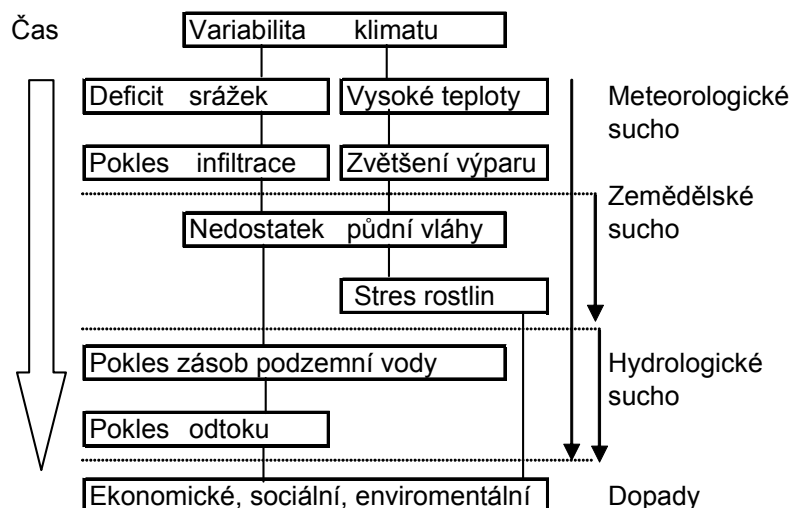 Čas
Variabilita klimatu
Deficit srážek
Vysoké teploty
Meteorologické
sucho
Pokles infiltrace
Zvětšení výparu
Zemědělské
sucho
Nedostatek půdní vláhy
Stres rostlin
Pokles zásob podzemní vody
Hydrologické
sucho
Pokles odtoku
Ekonomické, sociální, enviromentální
Dopady